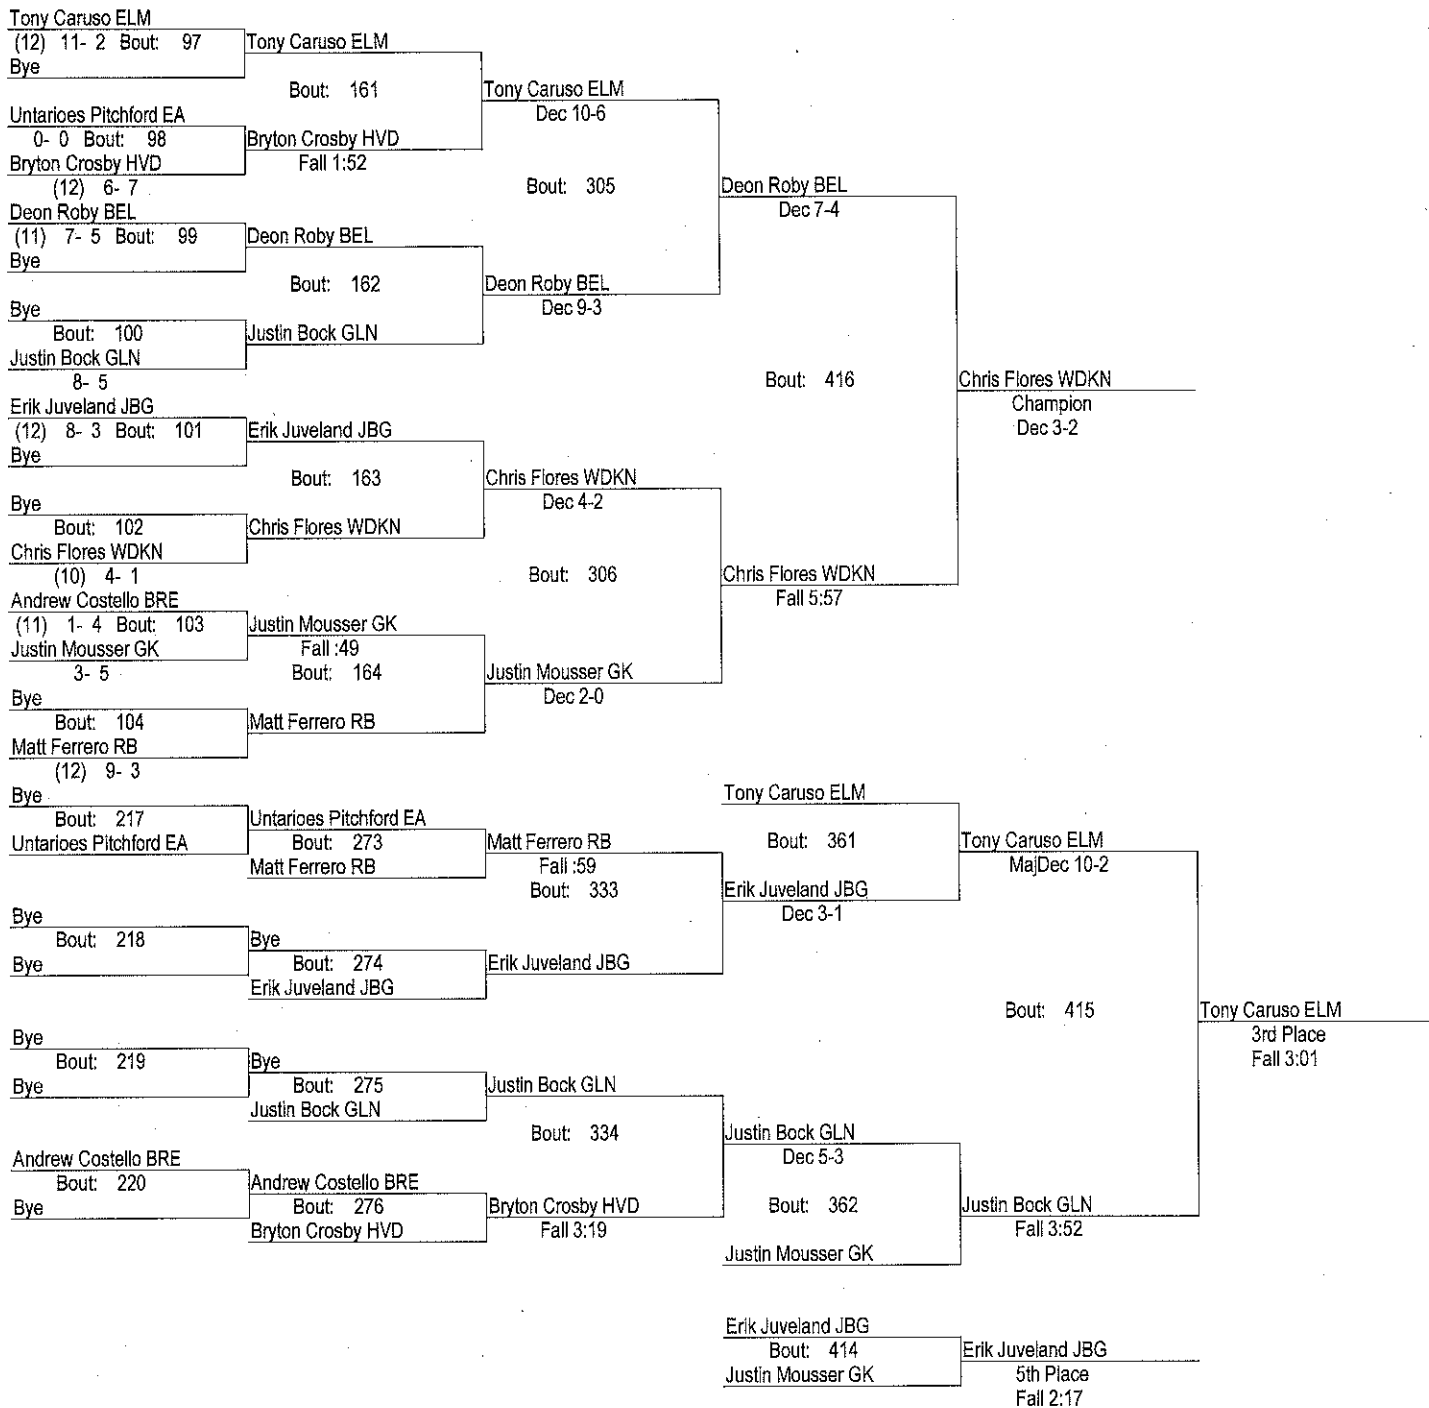 Tony Caruso ELM
(12) 11- 2 Bout: 97
Bye
Tony Caruso ELM
Bout: 161
Untarioes Pitchford EA
0- 0 Bout: 98
Bryton Crosby HVD
(12) 6- 7
Bryton Crosby HVD
Fall 1:52
Tony Caruso ELM
Dec 10-6
Bout: 305
Deon Roby BEL
(11) 7- 5 Bout: 99
Bye
Deon Roby BEL
Bout: 162
Bye
Bout: 100
Justin Bock GLN
8- 5
Justin Bock GLN
Deon Roby BEL
Dec 9-3
Deon Roby BEL
Dec 7-4
Bout: 416
Erik Juveland JBG
(12) 8- 3 Bout: 101
Bye
Erik Juveland JBG
Bout: 163
Bye
Bout: 102
Chris Flores WDKN
(10) 4- 1
Chris Flores WDKN
Chris Flores WDKN
Dec 4-2
Bout: 306
Andrew Costello BRE
(11) 1- 4 Bout: 103
Justin Mousser GK
3- 5
Justin Mousser GK
Fall :49
Bout: 164
Bye
Bout: 104
Matt Ferrero RB
(12) 9- 3
Matt Ferrero RB
Justin Mousser GK
Dec 2-0
Chris Flores WDKN
Fall 5:57
Chris Flores WDKN
Champion
Dec 3-2
Bye
Bout: 217
Untarioes Pitchford EA
Untarioes Pitchford EA
Bout: 273
Matt Ferrero RB
Matt Ferrero RB
Fall :59
Bout: 333
Bye
Bout: 218
Bye
Bye
Bout: 274
Erik Juveland JBG
Erik Juveland JBG
Tony Caruso ELM
Bout: 361
Erik Juveland JBG
Dec 3-1
Tony Caruso ELM
MajDec 10-2
Bout: 415
Bye
Bout: 219
Bye
Bye
Bout: 275
Justin Bock GLN
Justin Bock GLN
Bout: 334
Andrew Costello BRE
Bout: 220
Bye
Andrew Costello BRE
Bout: 276
Bryton Crosby HVD
Bryton Crosby HVD
Fall 3:19
Justin Bock GLN
Dec 5-3
Bout: 362
Justin Mousser GK
Justin Bock GLN
Fall 3:52
Tony Caruso ELM
3rd Place
Fall 3:01
Erik Juveland JBG
Bout: 414
Justin Mousser GK
Erik Juveland JBG
5th Place
Fall 2:17